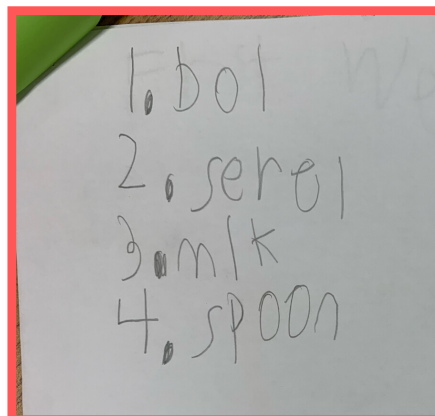 1. bol
2. serel
3. mlk
4. spoon